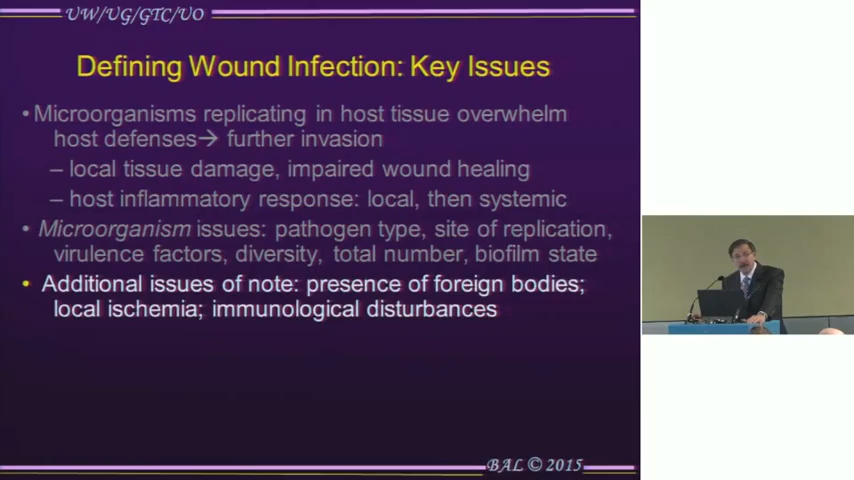 UW/UG/GTC/UO
Defining Wound Infection: Key Issues
• Microorganisms replicating in host tissue overwhelm
host defenses→ further invasion
– local tissue damage, impaired wound healing
– host inflammatory response: local, then systemic
• Microorganism issues: pathogen type, site of replication,
virulence factors, diversity, total number, biofilm state
• Additional issues of note: presence of foreign bodies;
local ischemia; immunological disturbances
BAL © 2015